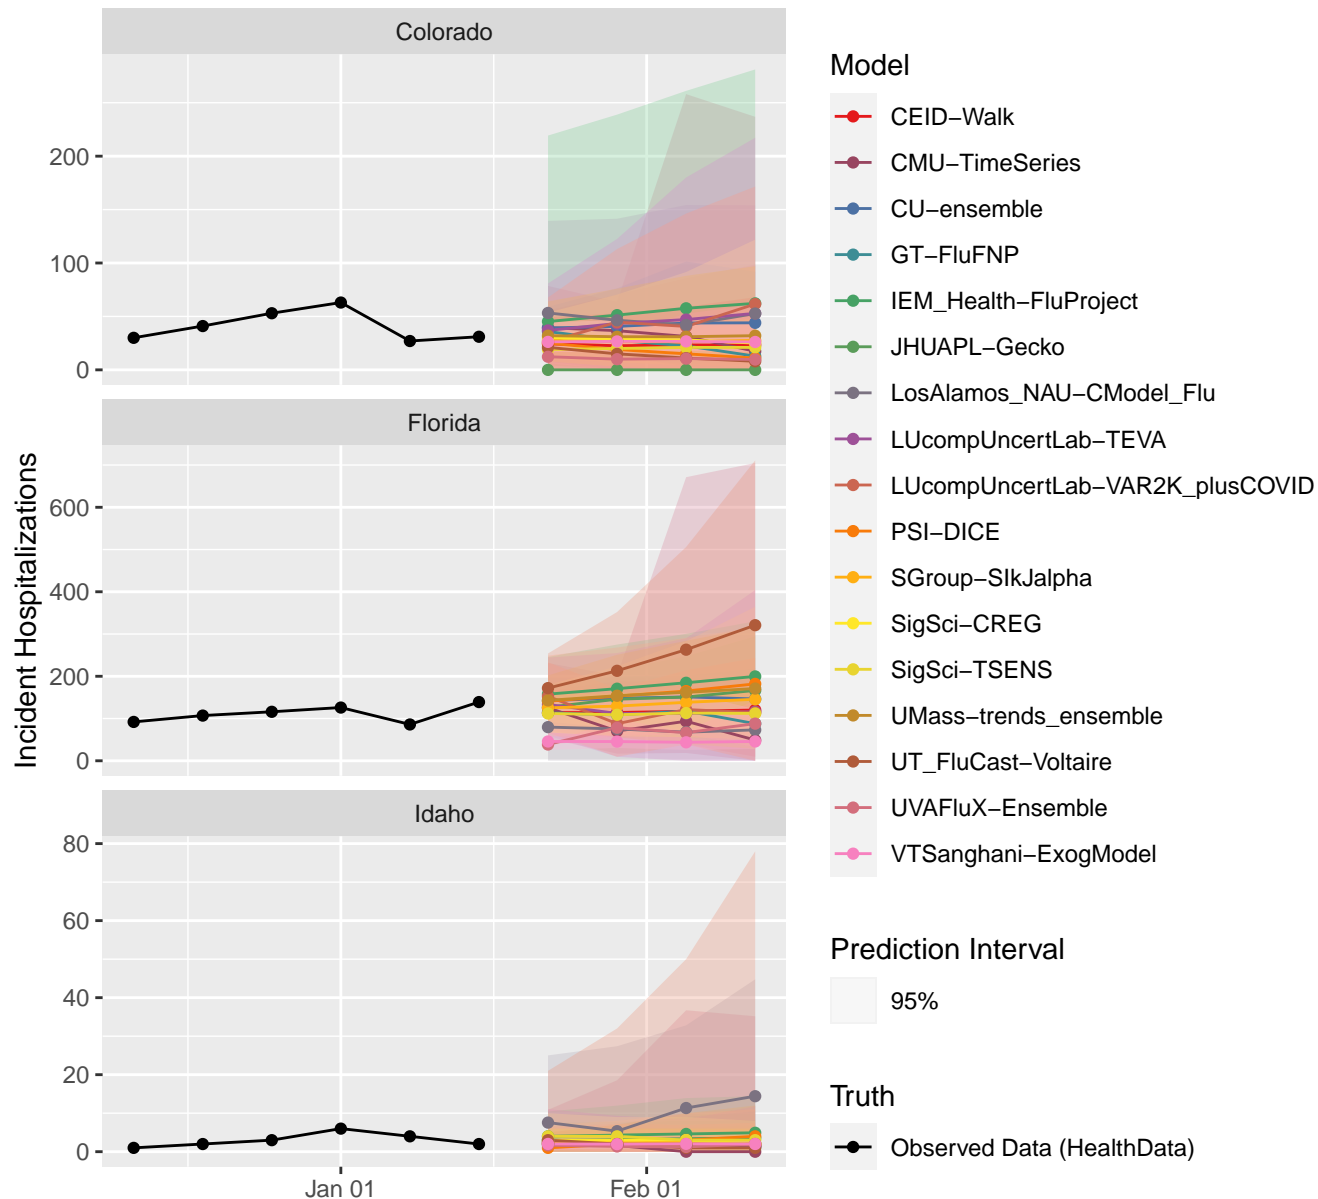 Colorado
200
100
0
Florida
600
400
200
0
Idaho
80
60
40
20
0
Jan 01
Feb 01
Incident Hospitalizations
Model
CEID−Walk
CMU−TimeSeries
CU−ensemble
GT−FluFNP
IEM_Health−FluProject
JHUAPL−Gecko
LosAlamos_NAU−CModel_Flu
LUcompUncertLab−TEVA
LUcompUncertLab−VAR2K_plusCOVID
PSI−DICE
SGroup−SIkJalpha
SigSci−CREG
SigSci−TSENS
UMass−trends_ensemble
UT_FluCast−Voltaire
UVAFluX−Ensemble
VTSanghani−ExogModel
Prediction Interval
95%
Truth
Observed Data (HealthData)